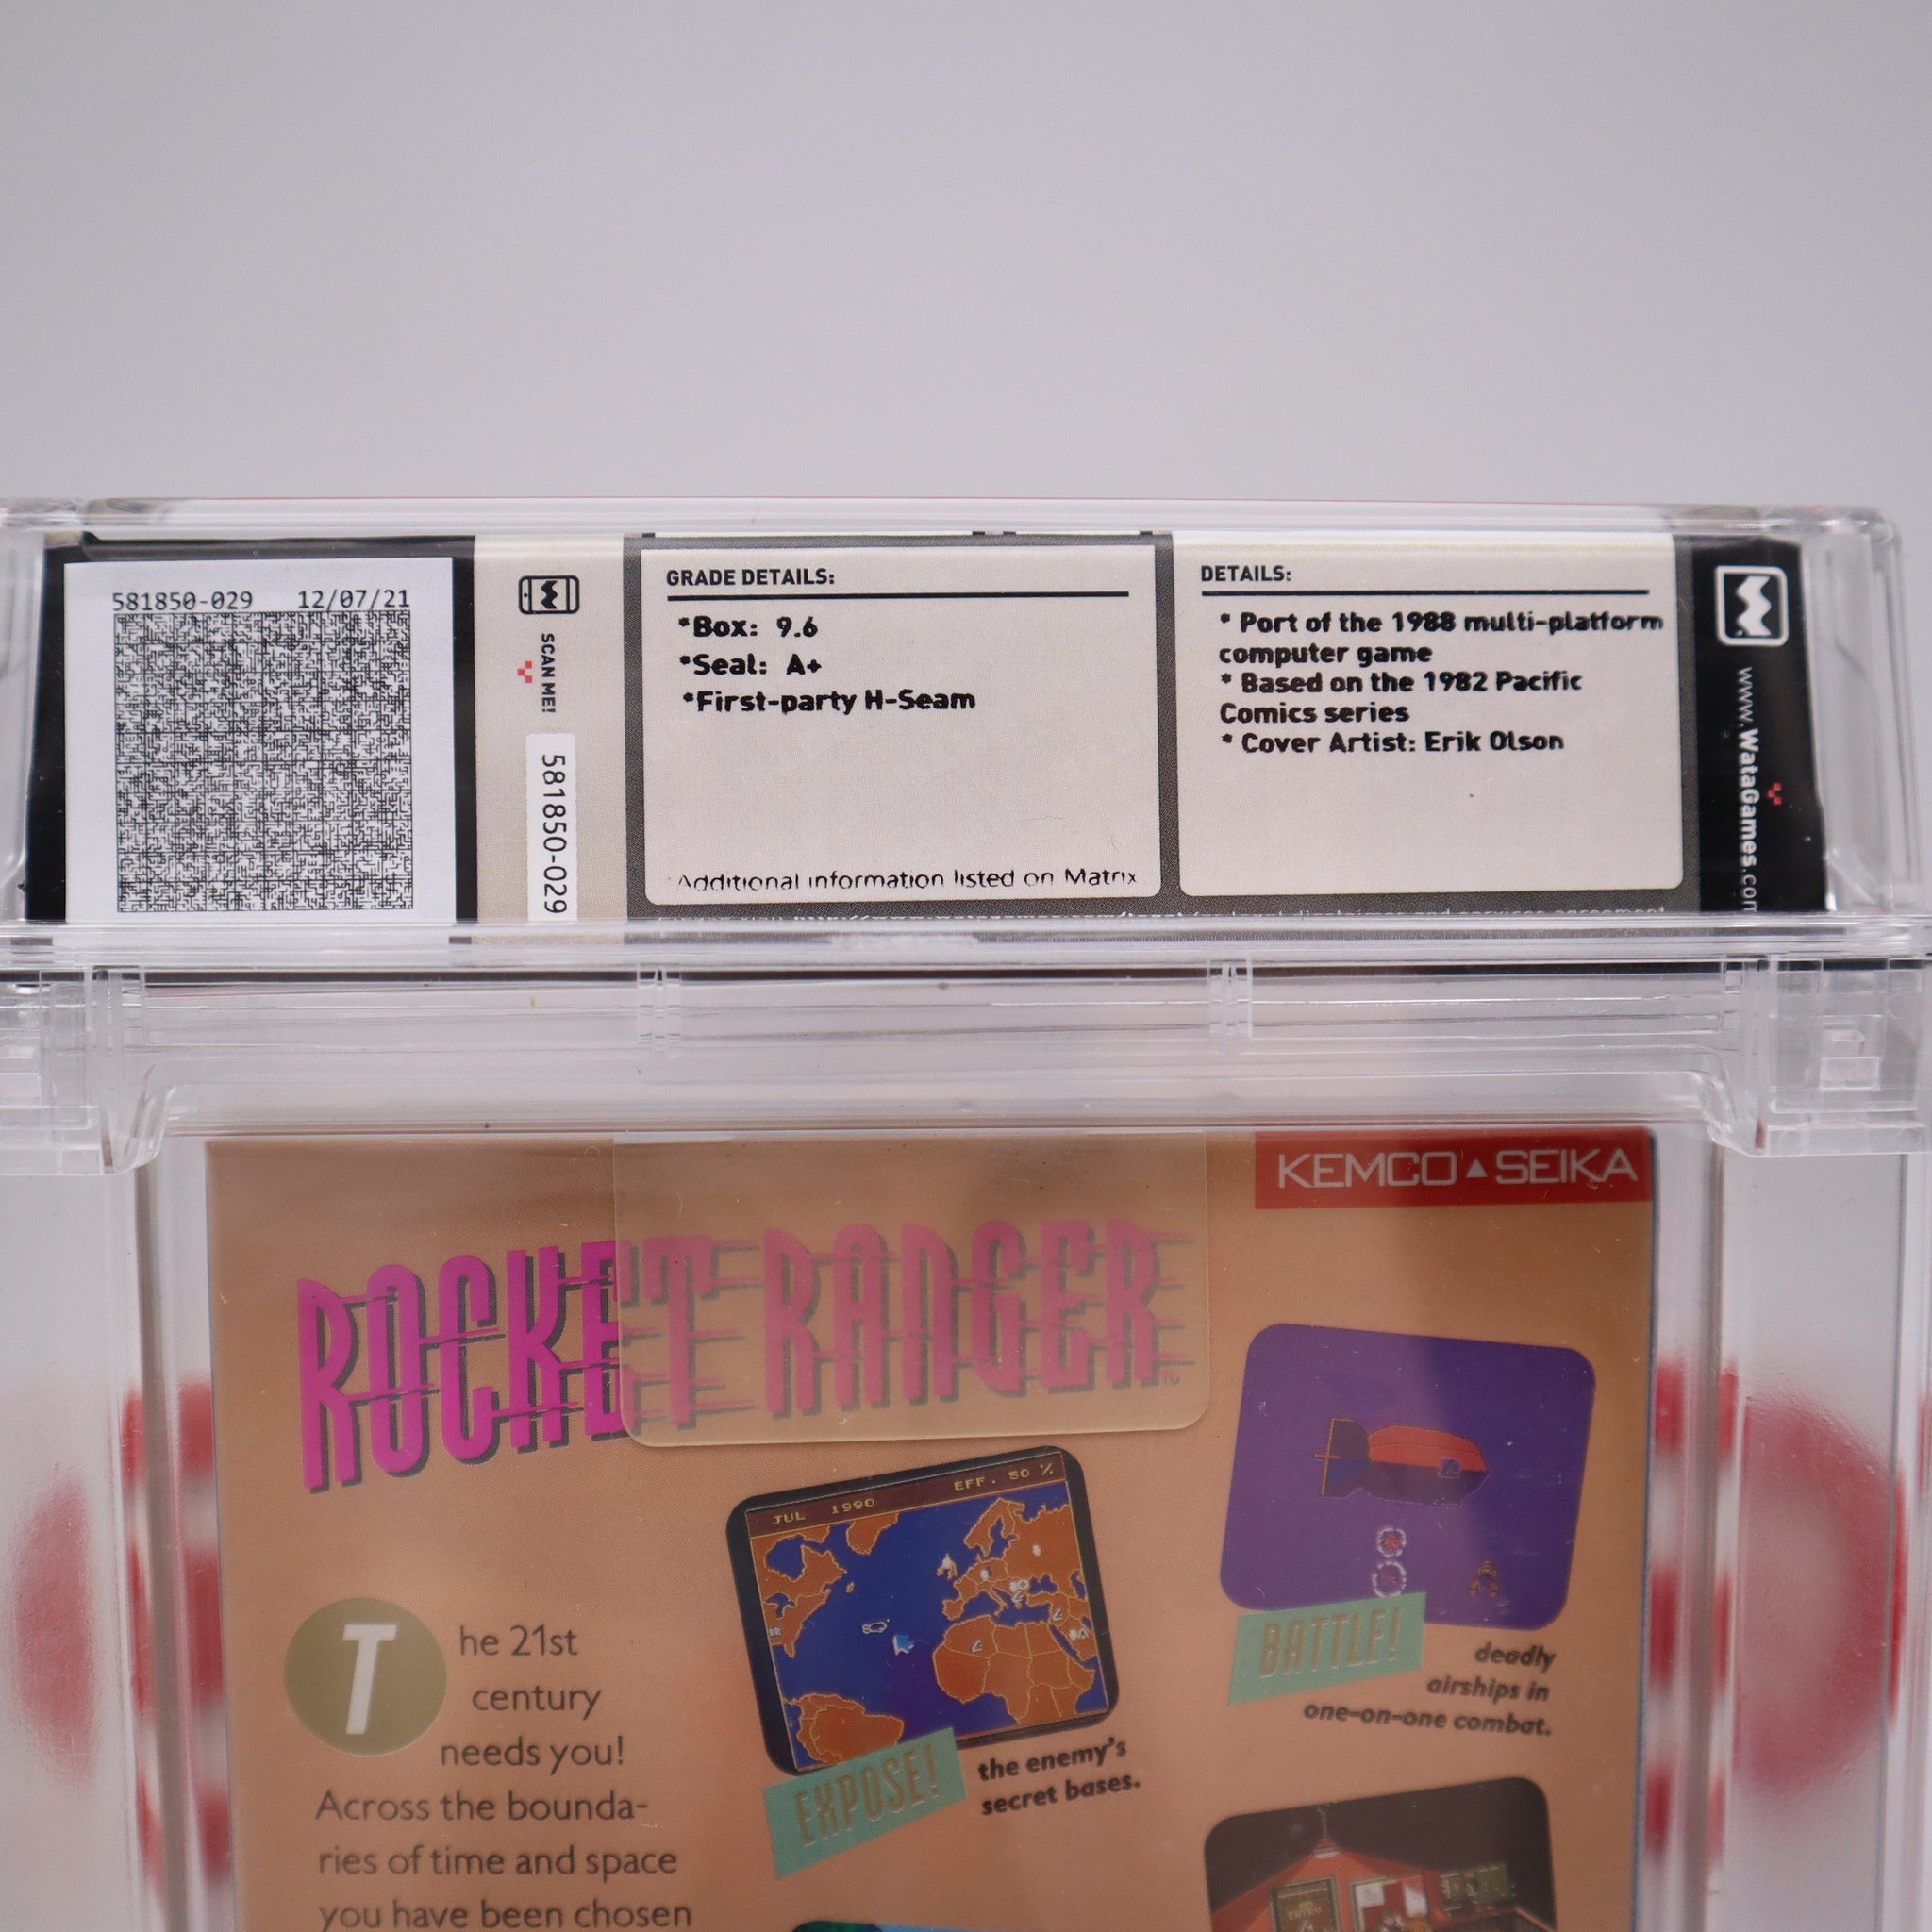 581850-029 12/07/21
SCAN ME!
581850-029
GRADE DETAILS:
*Box: 9.6
*Seal: A+
*First-party H-Seam
*Additional information listed on Matrix
DETAILS:
* Port of the 1988 multi-platform
computer game
* Based on the 1982 Pacific
Comics series
* Cover Artist: Erik Olson
www.WataGames.com
KEMCO▲SEIKA
ROCKET RANGER
JUL 1990 EFF. 50 %
BATTLE!
deadly
airships in
one-on-one combat.
EXPOSE!
the enemy's
secret bases.
The 21st
century
needs you!
Across the bounda-
ries of time and space
you have been chosen